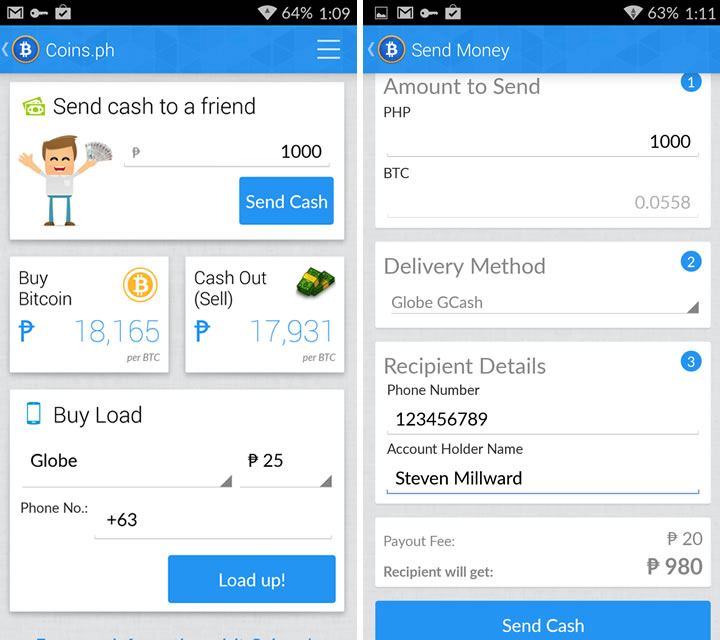 64% 1:09
Coins.ph
Send cash to a friend
₱ 1000
Send Cash
Buy
Bitcoin
₱ 18,165
per BTC
Cash Out
(Sell)
₱ 17,931
per BTC
Buy Load
Globe ₱ 25
Phone No.: +63
Load up!
63% 1:11
Send Money
Amount to Send 1
PHP
1000
BTC
0.0558
Delivery Method 2
Globe GCash
Recipient Details 3
Phone Number
123456789
Account Holder Name
Steven Millward
Payout Fee: ₱ 20
Recipient will get: ₱ 980
Send Cash